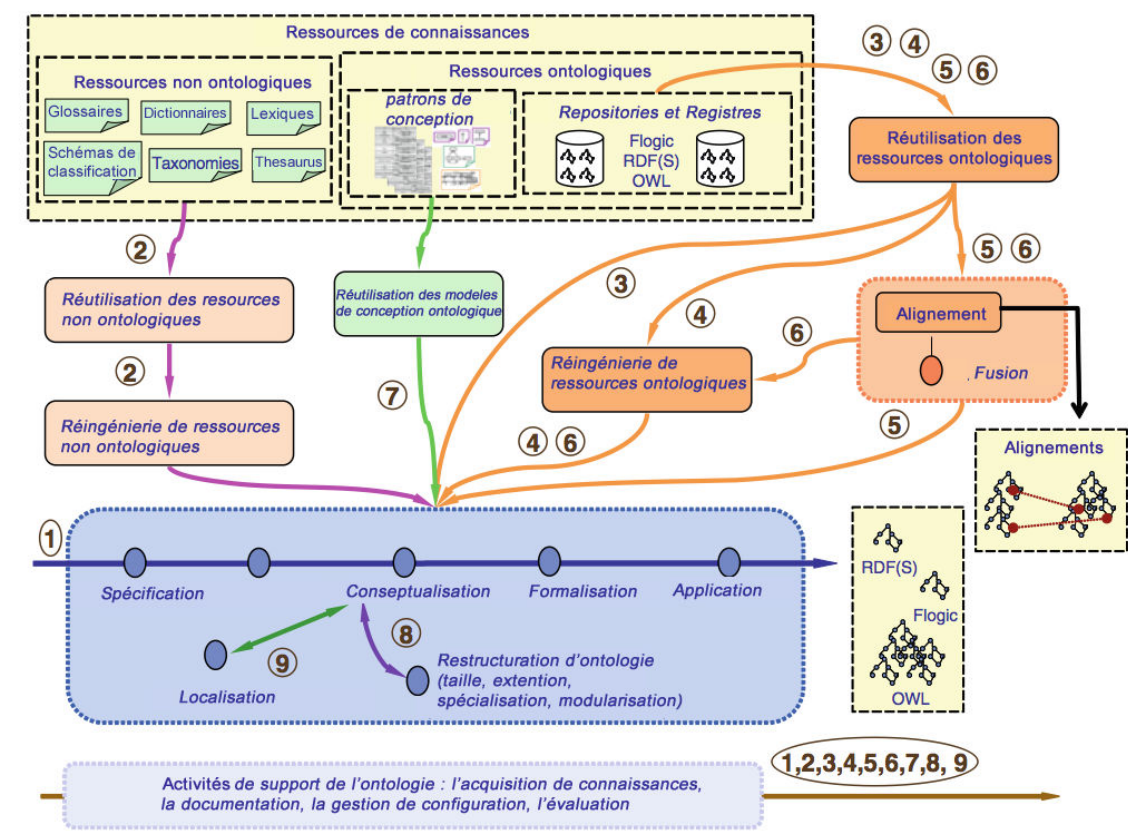 Ressources de connaissances
Ressources non ontologiques
Glossaires
Dictionnaires
Lexiques
Schémas de
classification
Taxonomies
Thesaurus
Ressources ontologiques
patrons de
conception
Repositories et Registres
Flogic
RDF(S)
OWL
3 4
5 6
Réutilisation des
ressources ontologiques
2
7
3
4
5 6
Réutilisation des resources
non ontologiques
Réutilisation des modeles
de conception ontologique
Alignement
Fusion
6
2
Réingénierie de
ressources ontologiques
Réingénierie de ressources
non ontologiques
4 6
5
Alignements
1
Spécification
Conseptualisation
Formalisation
Application
9
8
Localisation
Restructuration d'ontologie
(taille, extention,
spécialisation, modularisation)
RDF(S)
Flogic
OWL
1,2,3,4,5,6,7,8, 9
Activités de support de l'ontologie : l'acquisition de connaissances,
la documentation, la gestion de configuration, l'évaluation